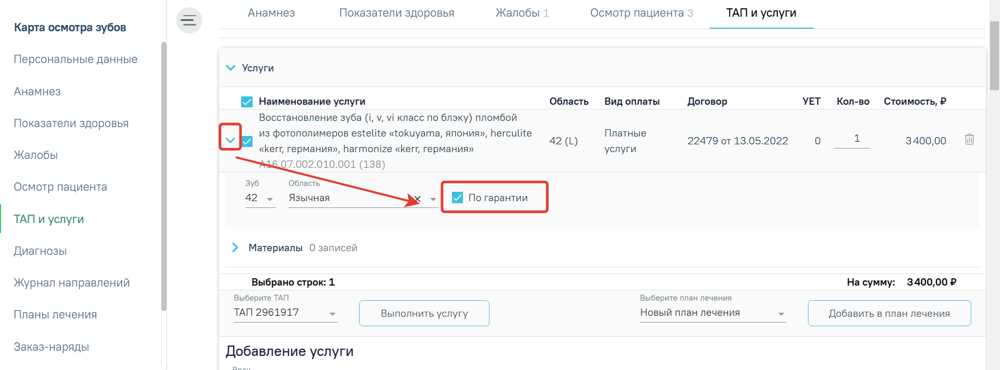 Карта осмотра зубов
Персональные данные
Анамнез
Показатели здоровья
Жалобы
Осмотр пациента
ТАП и услуги
Диагнозы
Журнал направлений
Планы лечения
Заказ-наряды
Анамнез Показатели здоровья Жалобы 1 Осмотр пациента 3 ТАП и услуги
Услуги
Наименование услуги Область Вид оплаты Договор УЕТ Кол-во Стоимость, ₽
Восстановление зуба (i, v, vi класс по блэку) пломбой
из фотополимеров estelite «tokuyama, япония», herculite
«kerr, германия», harmonize «kerr, германия»
A16.07.002.010.001 (138)
42 (L)
Платные
услуги
22479 от 13.05.2022
0
1
3 400,00
Зуб Область
42 Язычная По гарантии
Материалы 0 записей
Выбрано строк: 1 На сумму: 3 400,00 ₽
Выберите ТАП Выберите план лечения
ТАП 2961917 Выполнить услугу Новый план лечения Добавить в план лечения
Добавление услуги
Врач